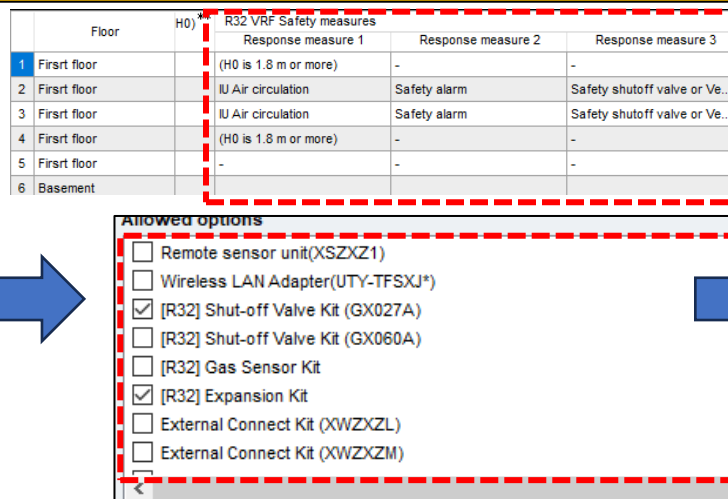 Floor H0)** R32 VRF Safety measures
Response measure 1 Response measure 2 Response measure 3
1 Firsrt floor (H0 is 1.8 m or more) - -
2 Firsrt floor IU Air circulation Safety alarm Safety shutoff valve or Ve...
3 Firsrt floor IU Air circulation Safety alarm Safety shutoff valve or Ve...
4 Firsrt floor (H0 is 1.8 m or more) - -
5 Firsrt floor - - -
6 Basement
Allowed options
Remote sensor unit(XSZXZ1)
Wireless LAN Adapter(UTY-TFSXJ*)
[R32] Shut-off Valve Kit (GX027A)
[R32] Shut-off Valve Kit (GX060A)
[R32] Gas Sensor Kit
[R32] Expansion Kit
External Connect Kit (XWZXZL)
External Connect Kit (XWZXZM)